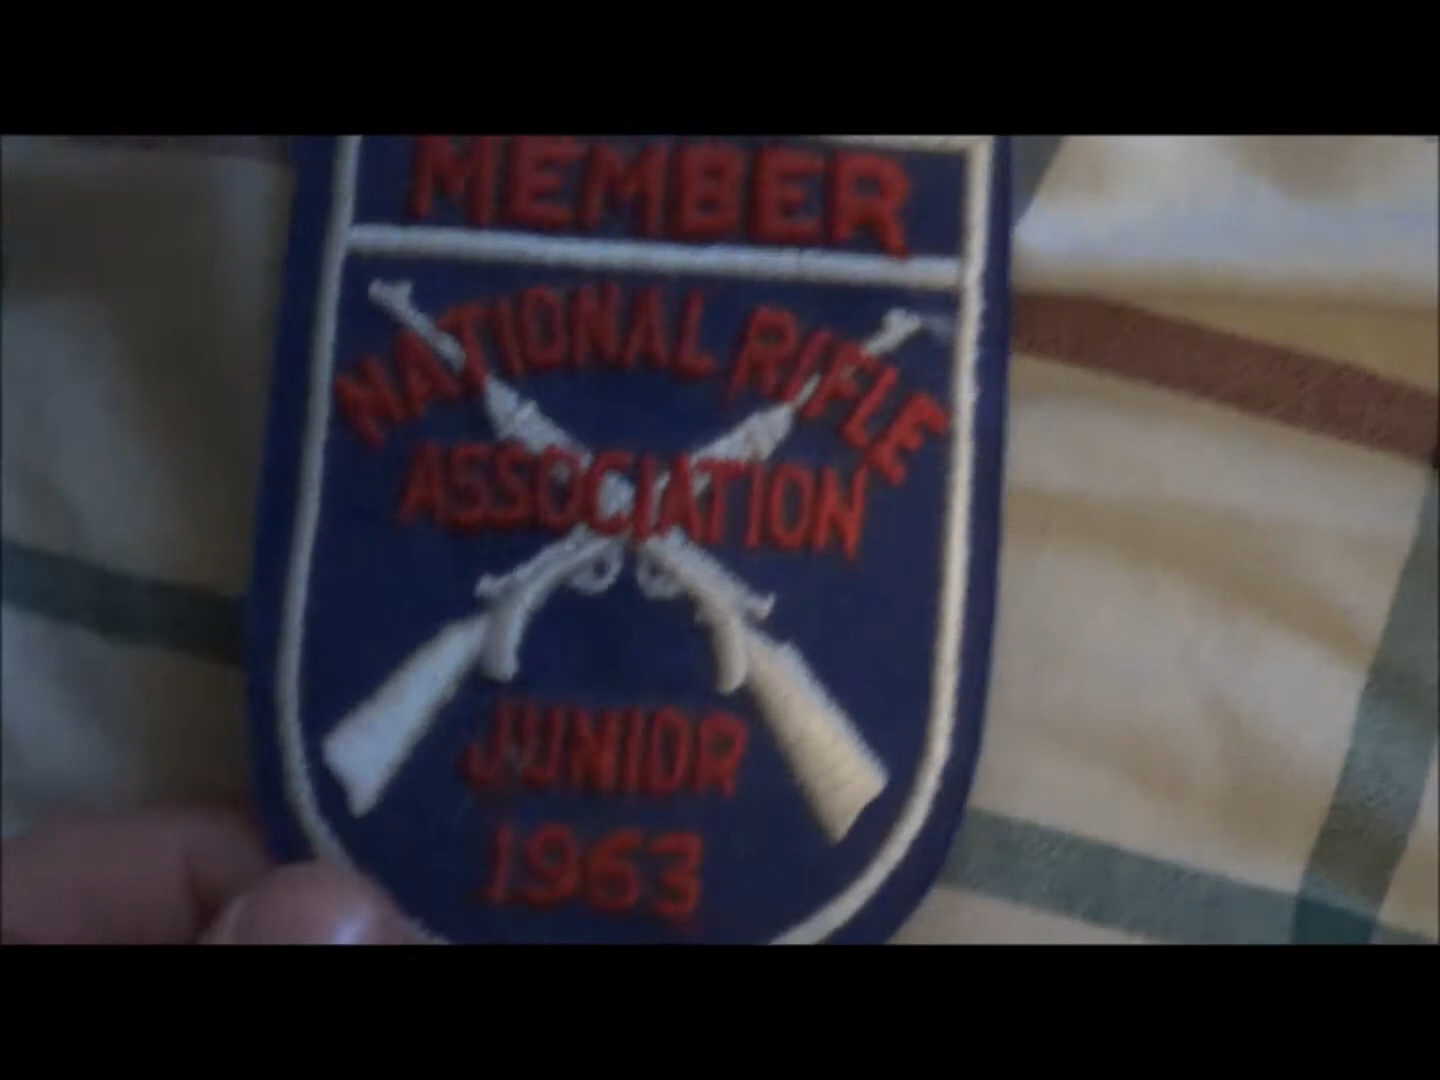 MEMBER
NATIONAL RIFLE
ASSOCIATION
JUNIOR
1963